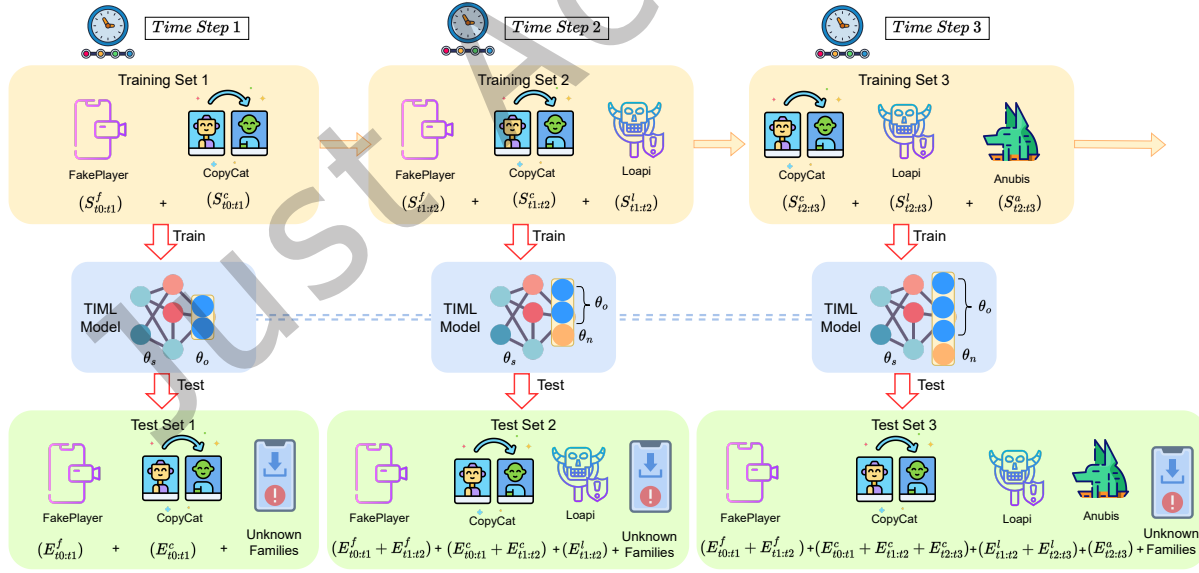 Time Step 1
Time Step 2
Time Step 3
Training Set 1
FakePlayer
CopyCat
(S^f_{t0:t1}) + (S^c_{t0:t1})
Training Set 2
FakePlayer
CopyCat
Loapi
(S^f_{t1:t2}) + (S^c_{t1:t2}) + (S^l_{t1:t2})
Training Set 3
CopyCat
Loapi
Anubis
(S^c_{t2:t3}) + (S^l_{t2:t3}) + (S^a_{t2:t3})
Train
Train
Train
TIML
Model
θ_s θ_o
TIML
Model
θ_o
θ_n
θ_s
TIML
Model
θ_o
θ_n
θ_s
Test
Test
Test
Test Set 1
FakePlayer
CopyCat
Unknown
Families
(E^f_{t0:t1}) + (E^c_{t0:t1}) +
Test Set 2
FakePlayer
CopyCat
Loapi
Unknown
Families
(E^f_{t0:t1} + E^f_{t1:t2}) + (E^c_{t0:t1} + E^c_{t1:t2}) + (E^l_{t1:t2}) +
Test Set 3
FakePlayer
CopyCat
Loapi
Anubis
Unknown
Families
(E^f_{t0:t1} + E^f_{t1:t2}) + (E^c_{t0:t1} + E^c_{t1:t2} + E^c_{t2:t3}) + (E^l_{t1:t2} + E^l_{t2:t3}) + (E^a_{t2:t3}) +
Just Ac